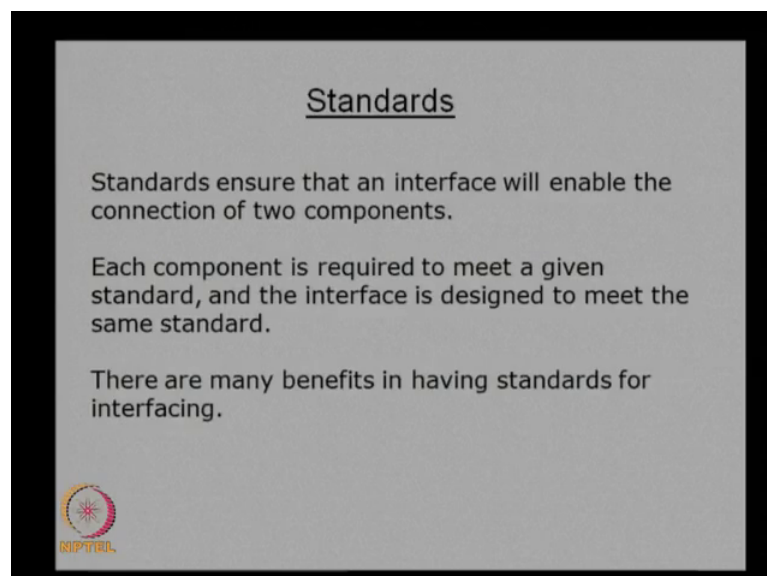 Standards
Standards ensure that an interface will enable the
connection of two components.
Each component is required to meet a given
standard, and the interface is designed to meet the
same standard.
There are many benefits in having standards for
interfacing.
NPTEL